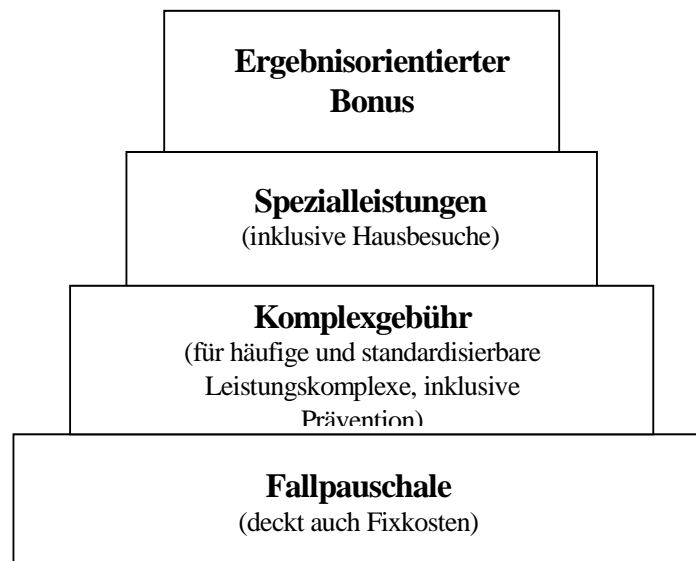 Ergebnisorientierter
Bonus
Spezialleistungen
(inklusive Hausbesuche)
Komplexgebühr
(für häufige und standardisierbare
Leistungskomplexe, inklusive
Prävention)
Fallpauschale
(deckt auch Fixkosten)